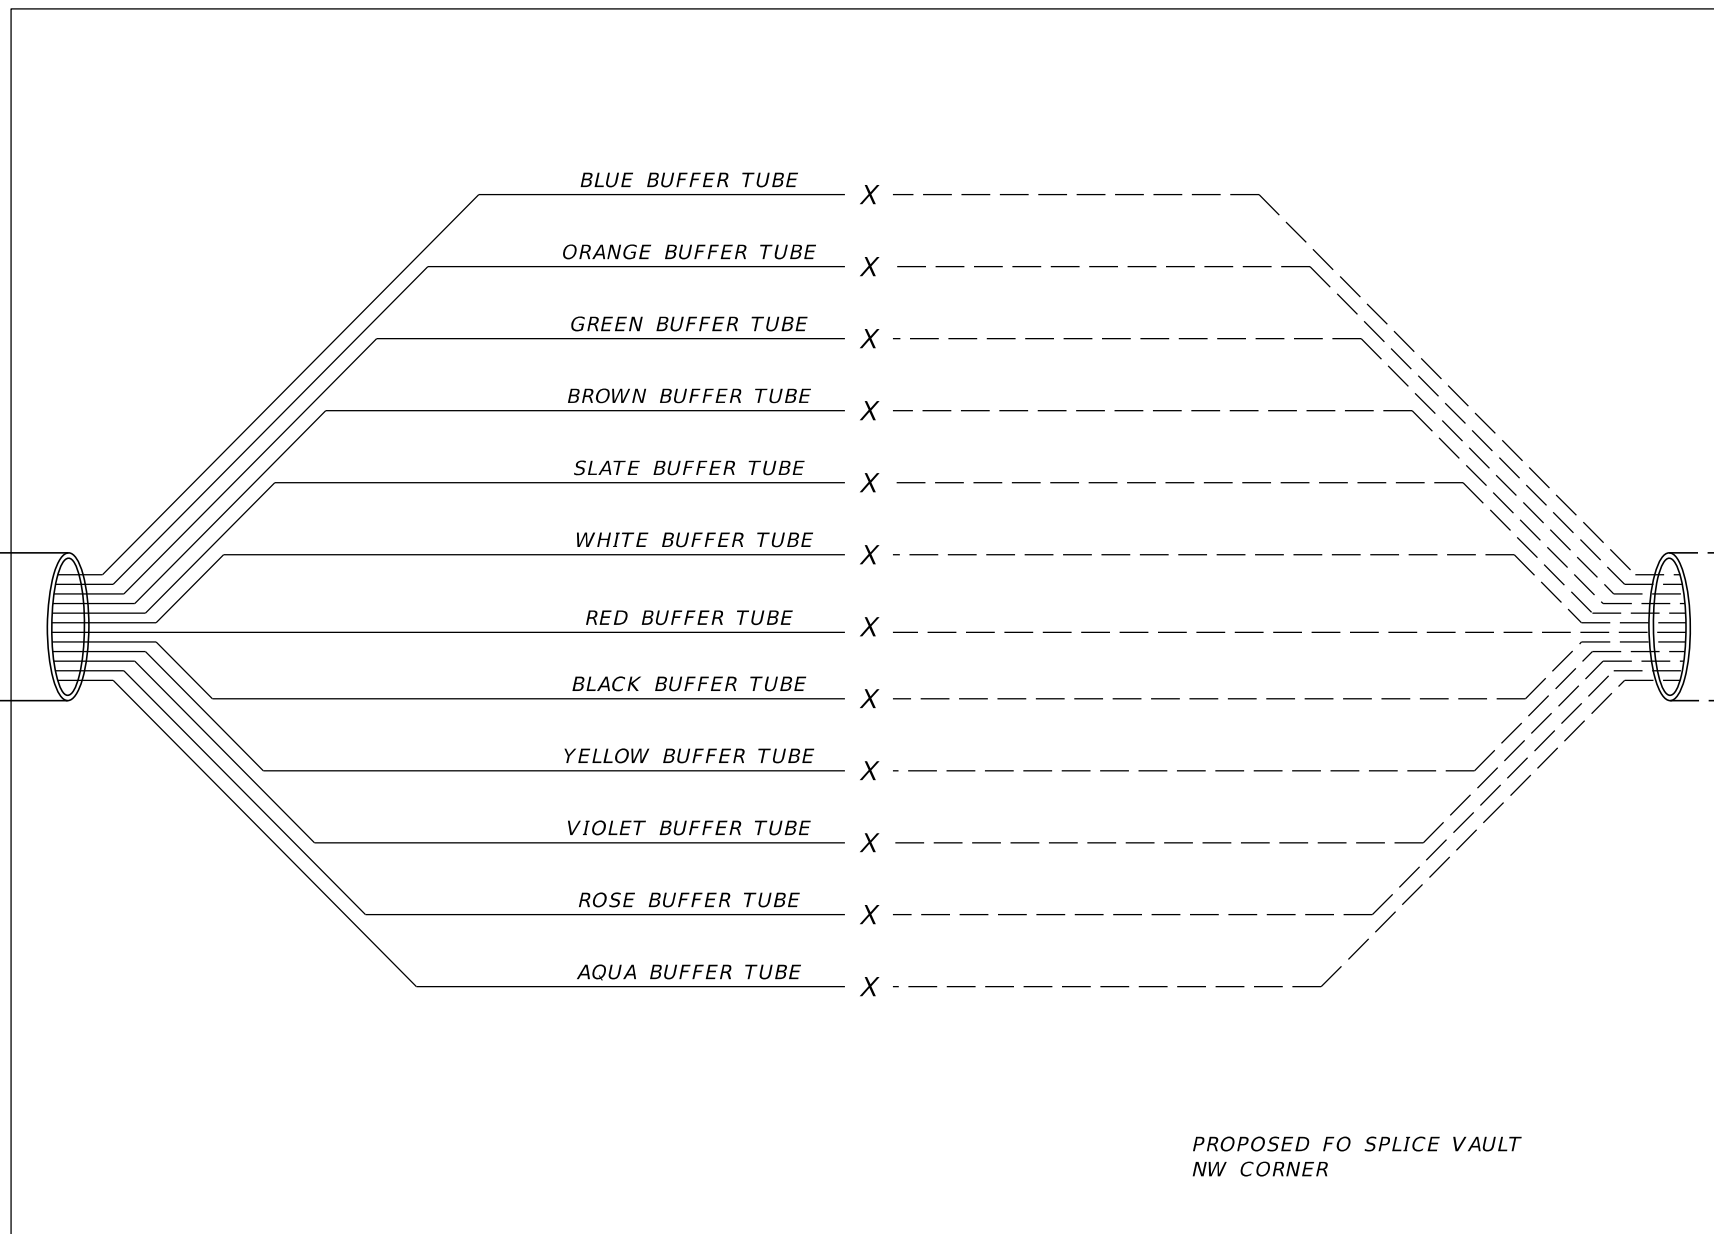 BLUE BUFFER TUBE
X
ORANGE BUFFER TUBE
X
GREEN BUFFER TUBE
X
BROWN BUFFER TUBE
X
SLATE BUFFER TUBE
X
WHITE BUFFER TUBE
X
RED BUFFER TUBE
X
BLACK BUFFER TUBE
X
YELLOW BUFFER TUBE
X
VIOLET BUFFER TUBE
X
ROSE BUFFER TUBE
X
AQUA BUFFER TUBE
X
PROPOSED FO SPLICE VAULT
NW CORNER